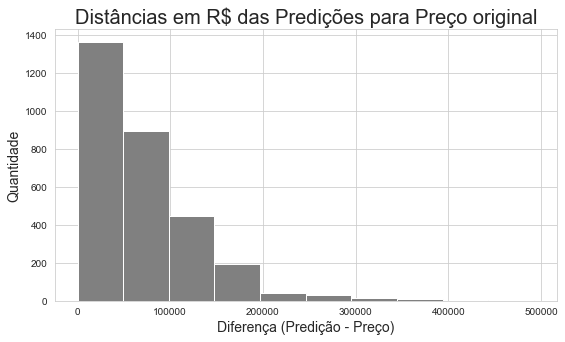 Distâncias em R$ das Predições para Preço original
1400
1200
1000
800
600
400
200
0
Quantidade
0 100000 200000 300000 400000 500000
Diferença (Predição - Preço)